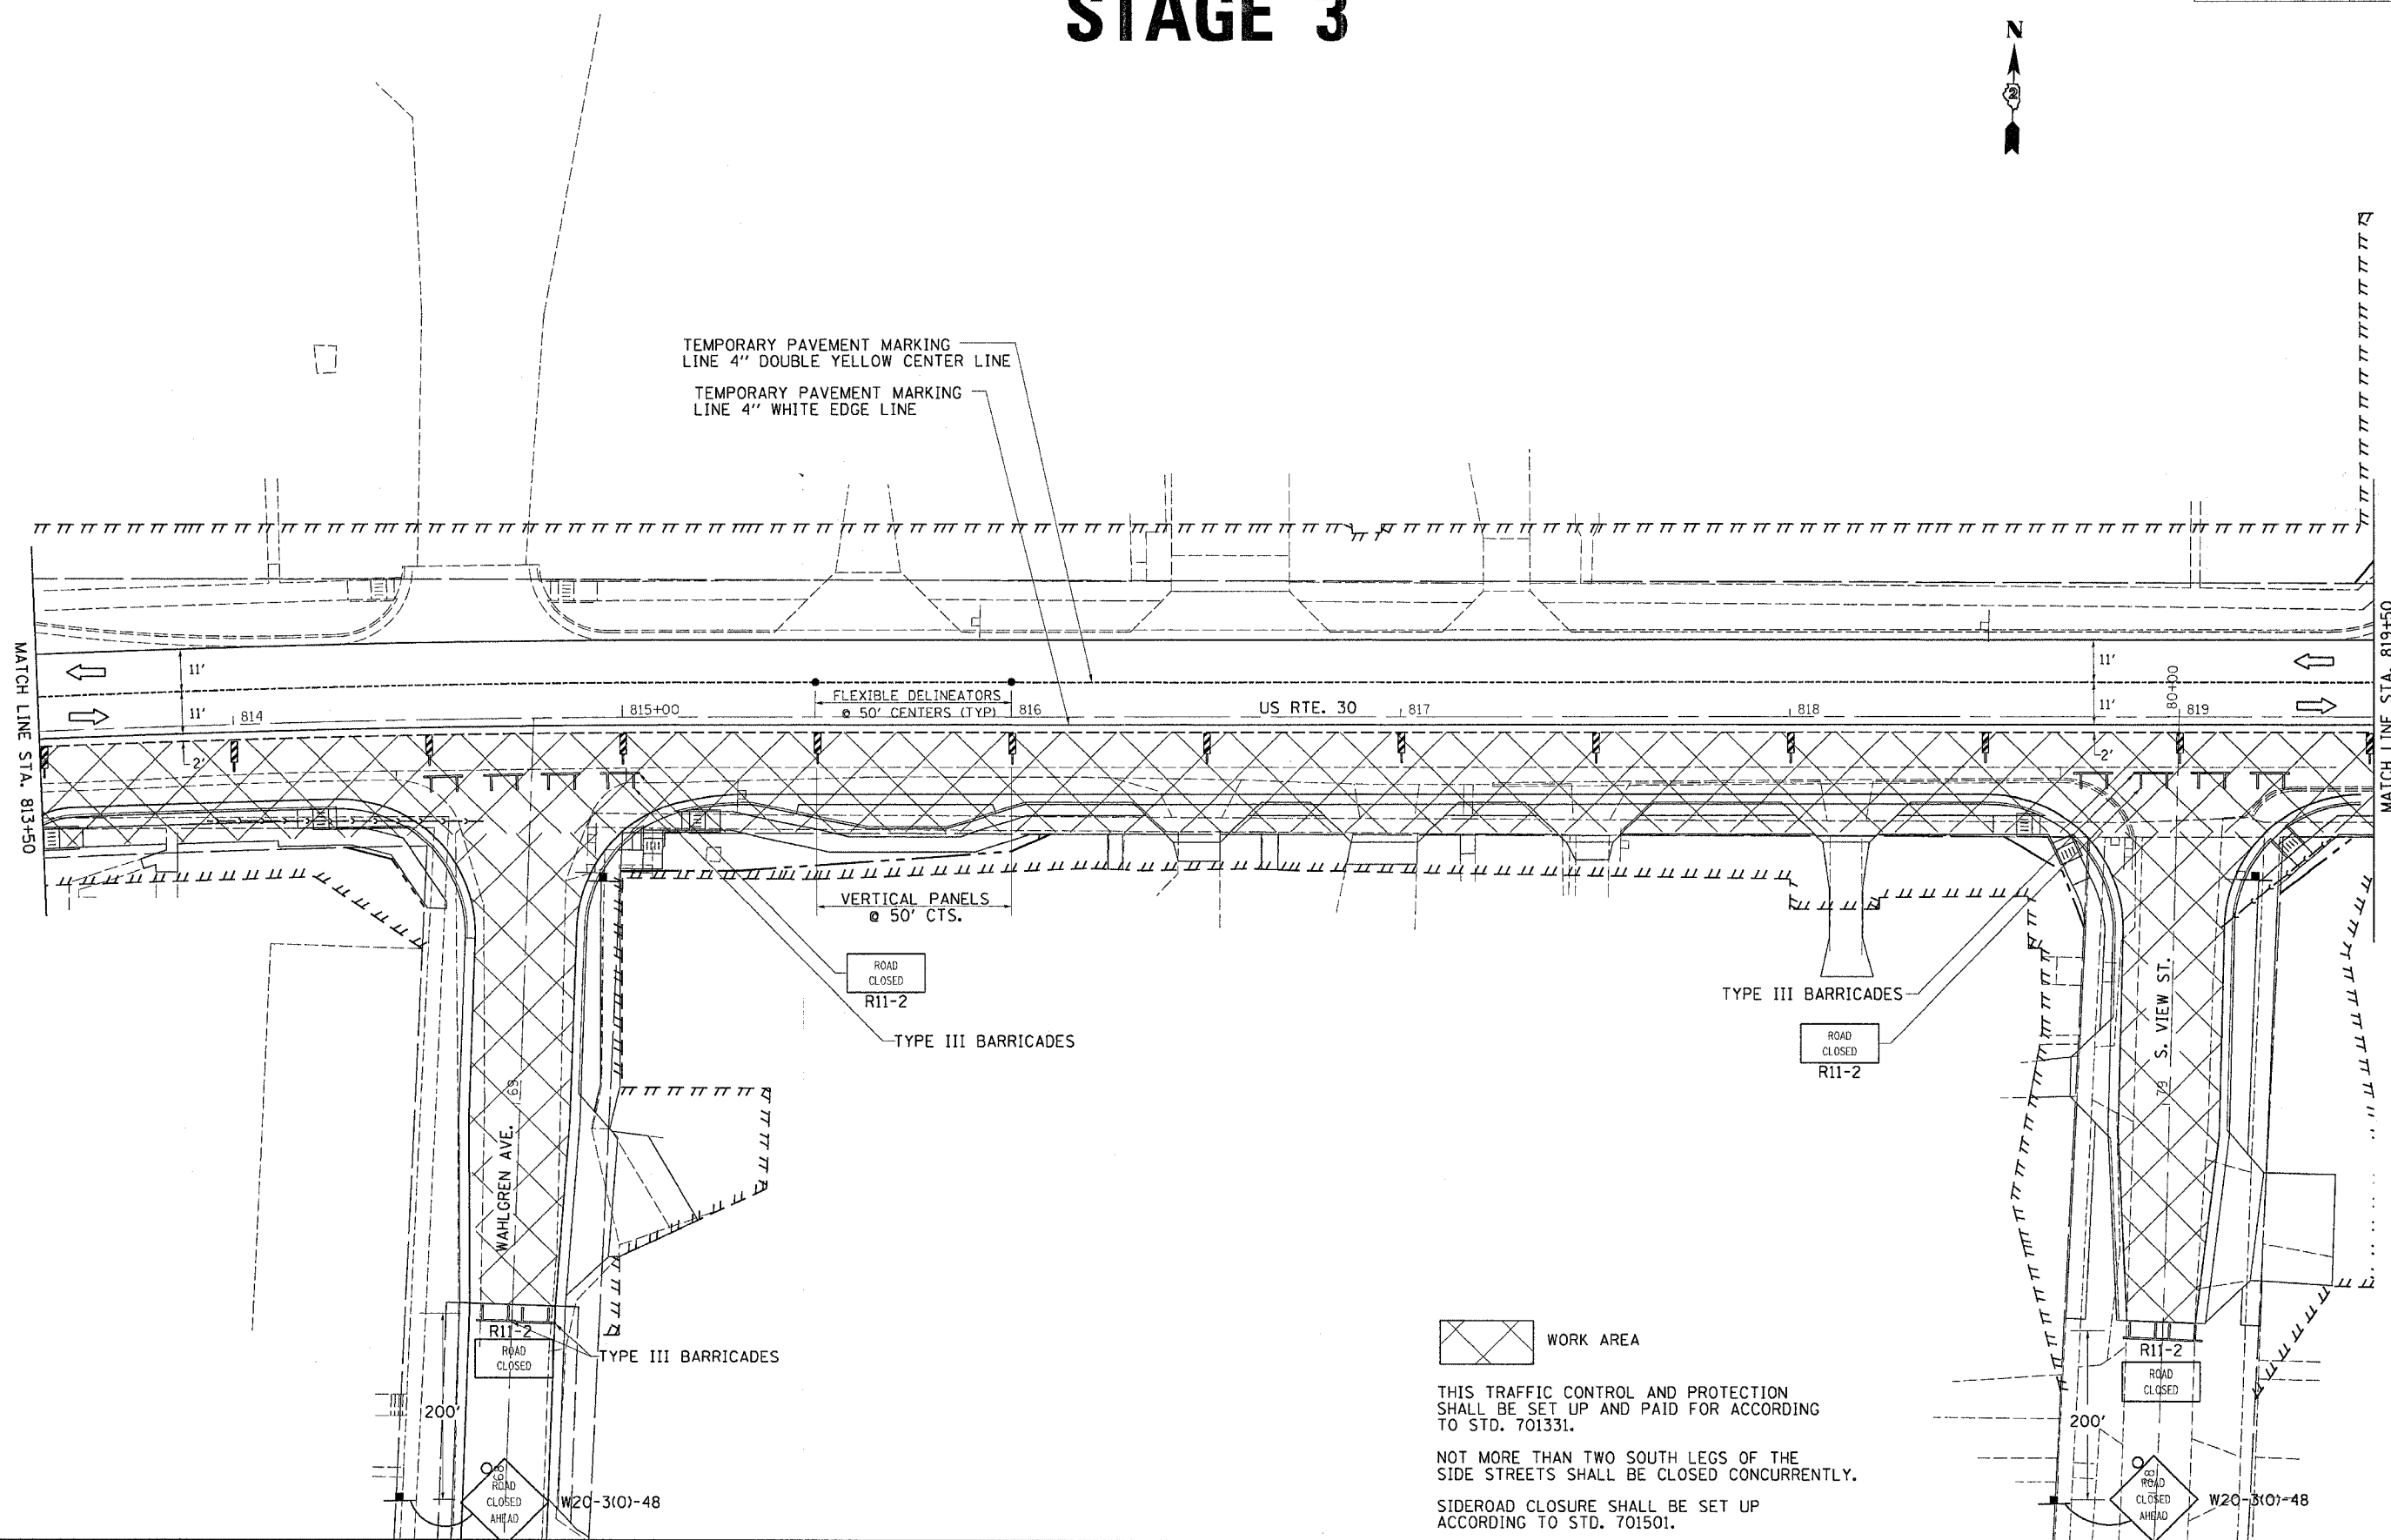 STAGE 3
N
2
TEMPORARY PAVEMENT MARKING
LINE 4" DOUBLE YELLOW CENTER LINE
TEMPORARY PAVEMENT MARKING
LINE 4" WHITE EDGE LINE
MATCH LINE STA. 813+50
MATCH LINE STA. 819+50
11'
11'
2'
814
815+00
FLEXIBLE DELINEATORS
@ 50' CENTERS (TYP)
816
US RTE. 30
817
818
11'
11'
2'
80+00
819
VERTICAL PANELS
@ 50' CTS.
ROAD
CLOSED
R11-2
TYPE III BARRICADES
TYPE III BARRICADES
ROAD
CLOSED
R11-2
WAHLGREN AVE.
69
S. VIEW ST.
79
R11-2
ROAD
CLOSED
TYPE III BARRICADES
200'
68
ROAD
CLOSED
AHEAD
W20-3(O)-48
WORK AREA
THIS TRAFFIC CONTROL AND PROTECTION
SHALL BE SET UP AND PAID FOR ACCORDING
TO STD. 701331.
NOT MORE THAN TWO SOUTH LEGS OF THE
SIDE STREETS SHALL BE CLOSED CONCURRENTLY.
SIDEROAD CLOSURE SHALL BE SET UP
ACCORDING TO STD. 701501.
R11-2
ROAD
CLOSED
200'
ROAD
CLOSED
AHEAD
W20-3(O)-48